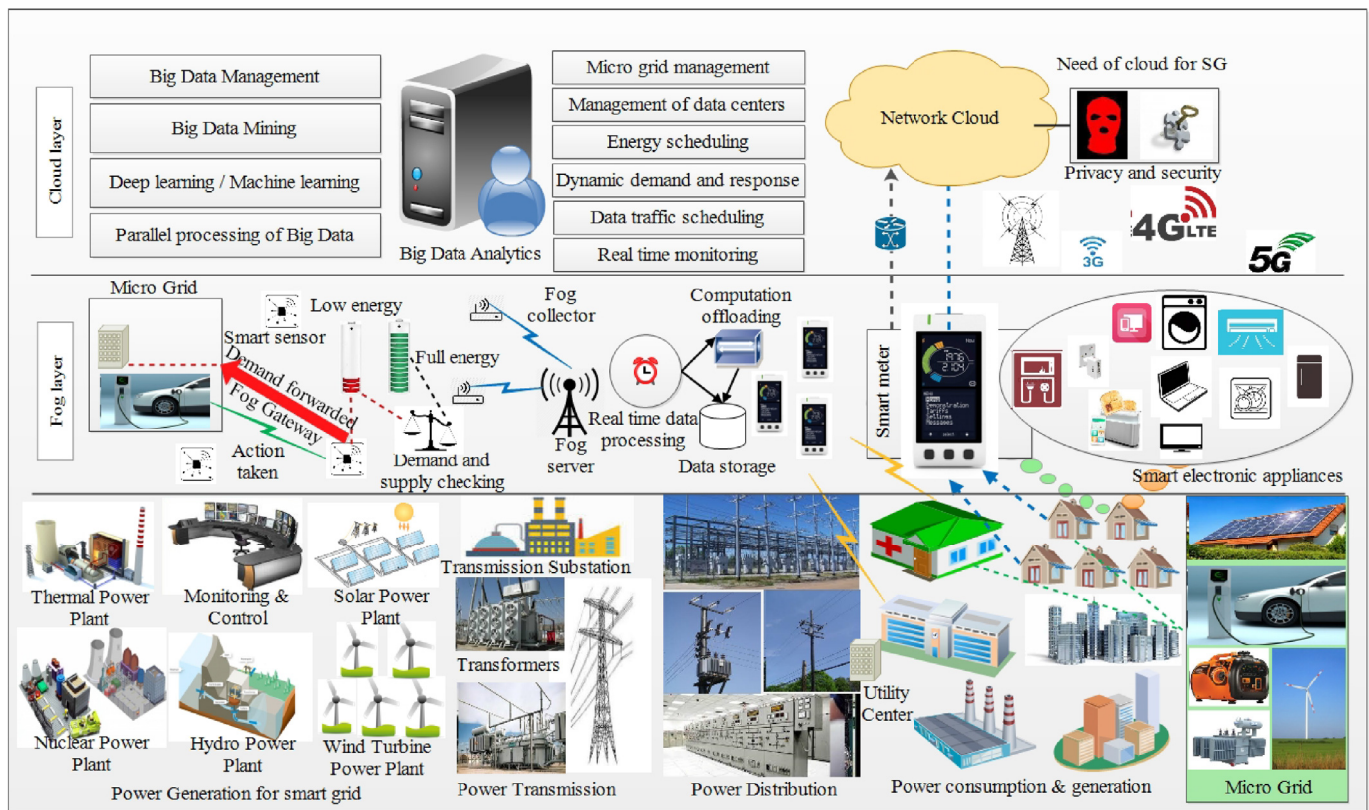 Cloud layer
Big Data Management
Big Data Mining
Deep learning / Machine learning
Parallel processing of Big Data
Big Data Analytics
Micro grid management
Management of data centers
Energy scheduling
Dynamic demand and response
Data traffic scheduling
Real time monitoring
Network Cloud
Need of cloud for SG
Privacy and security
3G
4G LTE
5G
Fog layer
Micro Grid
Smart sensor
Low energy
Full energy
Demand forwarded
Fog Gateway
Action
taken
Demand and
supply checking
Fog
collector
Fog
server
Real time data
processing
Computation
offloading
Data storage
Smart meter
1976
2104
Menu
Demonstration
Tariffs
Messages
Smart electronic appliances
Thermal Power
Plant
Monitoring &
Control
Solar Power
Plant
Nuclear Power
Plant
Hydro Power
Plant
Wind Turbine
Power Plant
Power Generation for smart grid
Transmission Substation
Transformers
Power Transmission
Power Distribution
Utility
Center
Power consumption & generation
Micro Grid